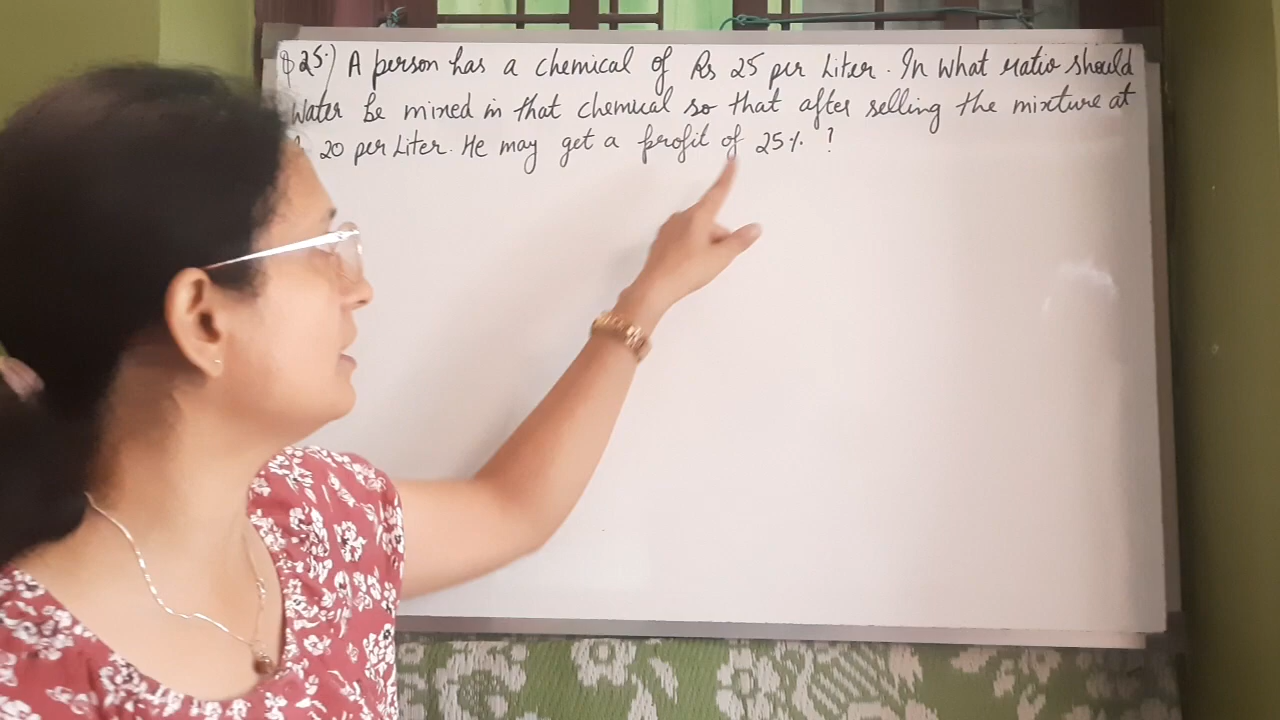 Q 25.) A person has a chemical of Rs 25 per Liter. In what ratio should
Water be mixed in that chemical so that after selling the mixture at
20 per Liter. He may get a profit of 25% ?